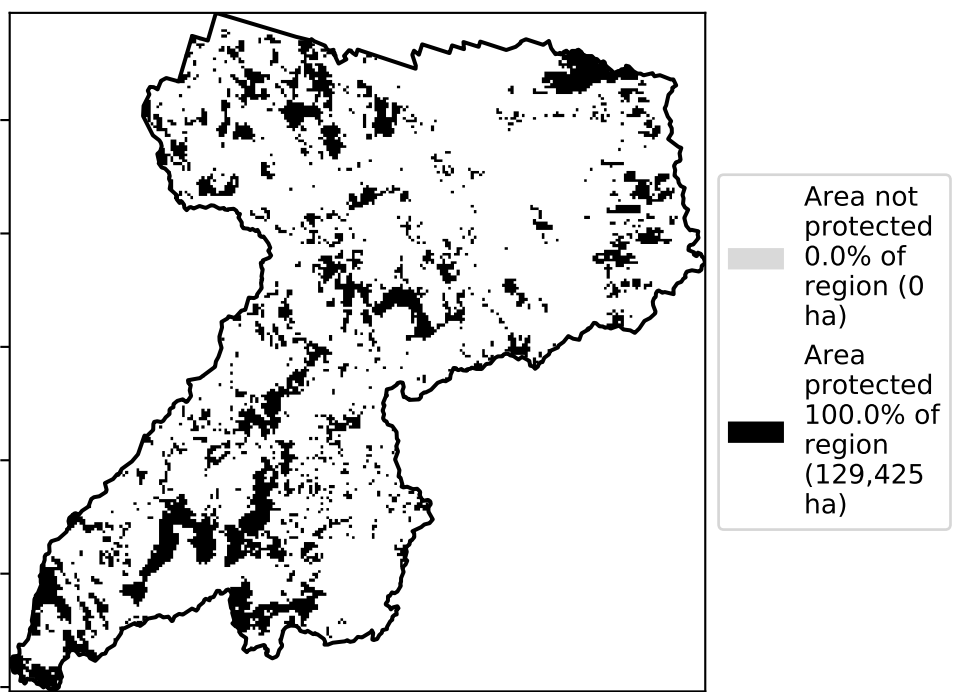 Area not
protected
0.0% of
region (0
ha)
Area
protected
100.0% of
region
(129,425
ha)